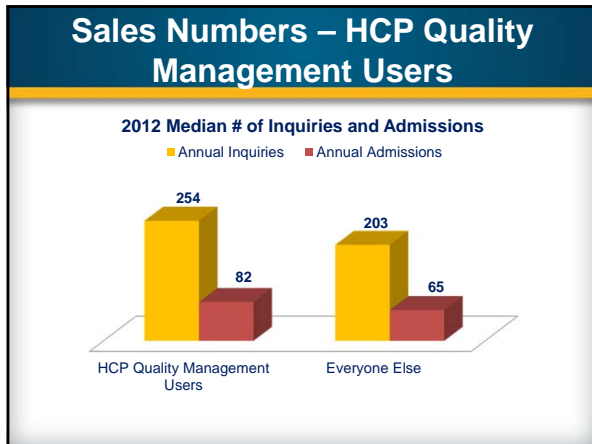 Sales Numbers – HCP Quality
Management Users
2012 Median # of Inquiries and Admissions
Annual Inquiries Annual Admissions
254
82
203
65
HCP Quality Management
Users
Everyone Else